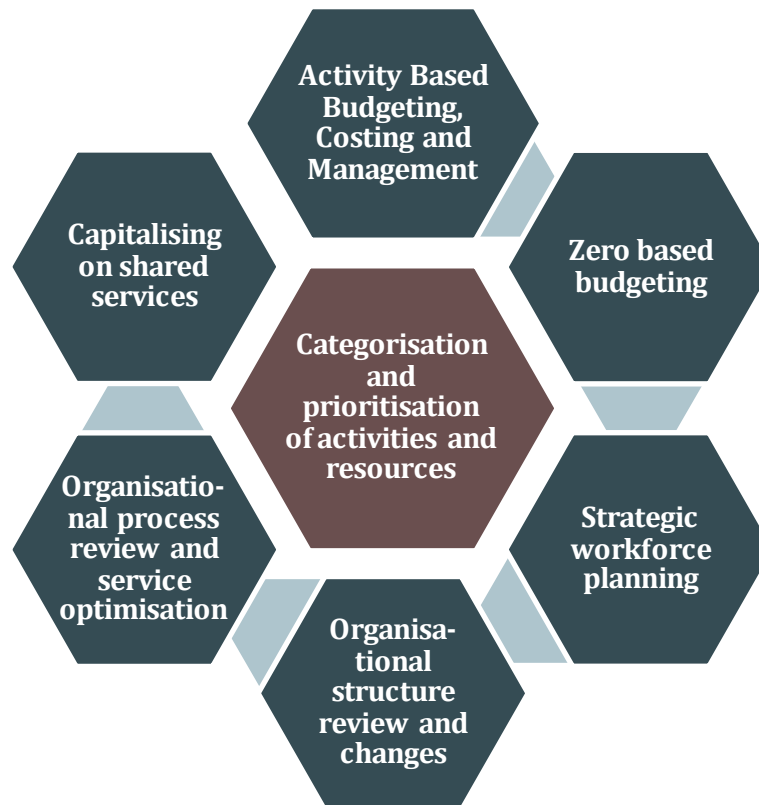 Activity Based
Budgeting,
Costing and
Management
Zero based
budgeting
Strategic
workforce
planning
Organisa-
tional
structure
review and
changes
Organisatio-
nal process
review and
service
optimisation
Capitalising
on shared
services
Categorisation
and
prioritisation
of activities and
resources